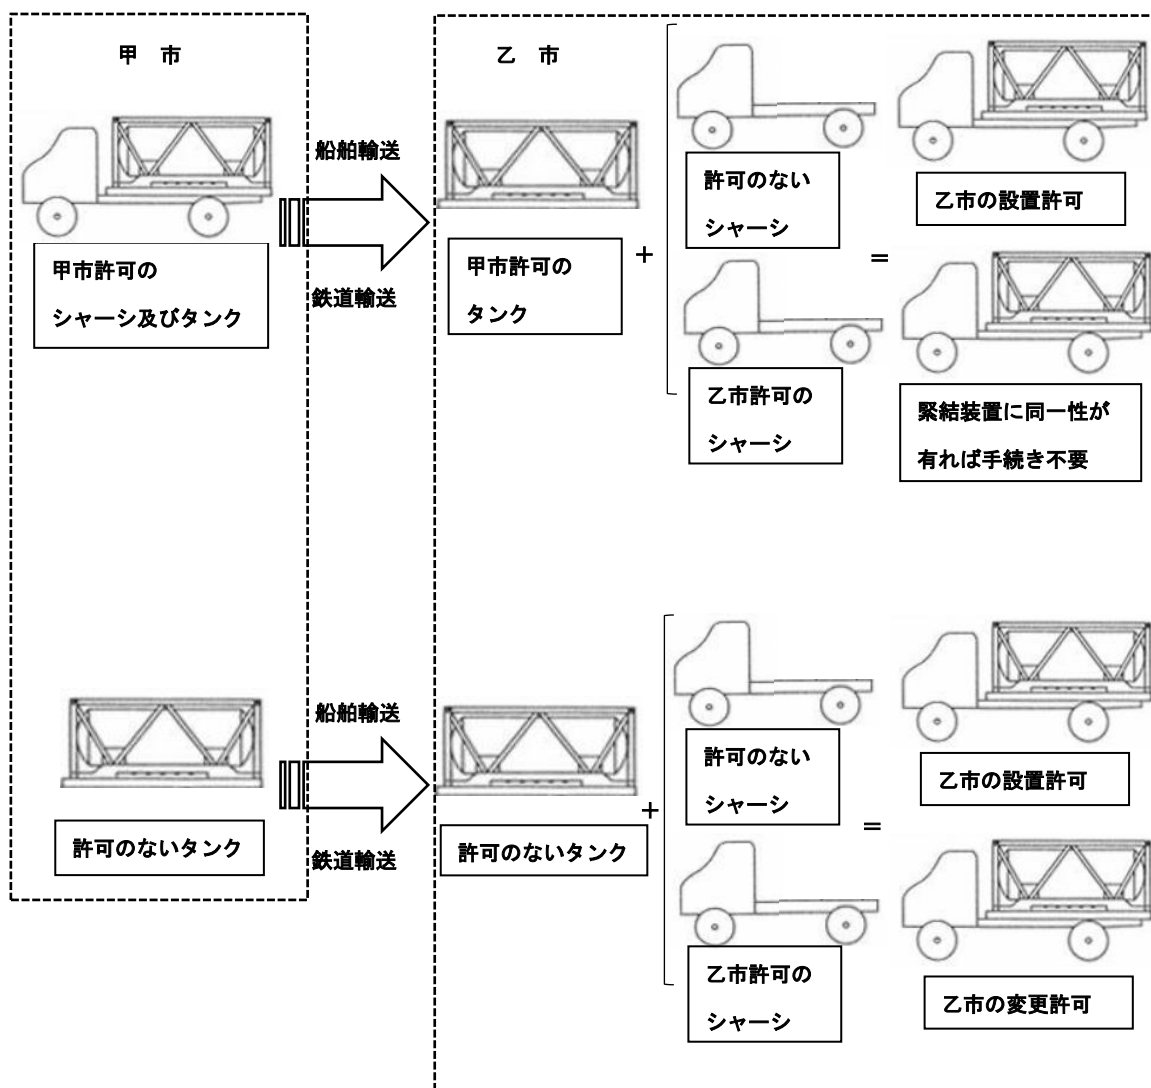 甲　市
乙　市
船舶輸送
鉄道輸送
甲市許可の
シャーシ及びタンク
甲市許可の
タンク
+
許可のない
シャーシ
乙市許可の
シャーシ
=
乙市の設置許可
緊結装置に同一性が
有れば手続き不要
船舶輸送
鉄道輸送
許可のないタンク
許可のないタンク
+
許可のない
シャーシ
乙市許可の
シャーシ
=
乙市の設置許可
乙市の変更許可